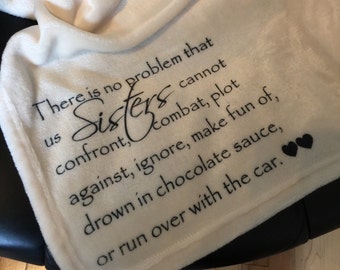 There is no problem that
us Sisters cannot
confront, combat, plot
against, ignore, make fun of,
drown in chocolate sauce,
or run over with the car.